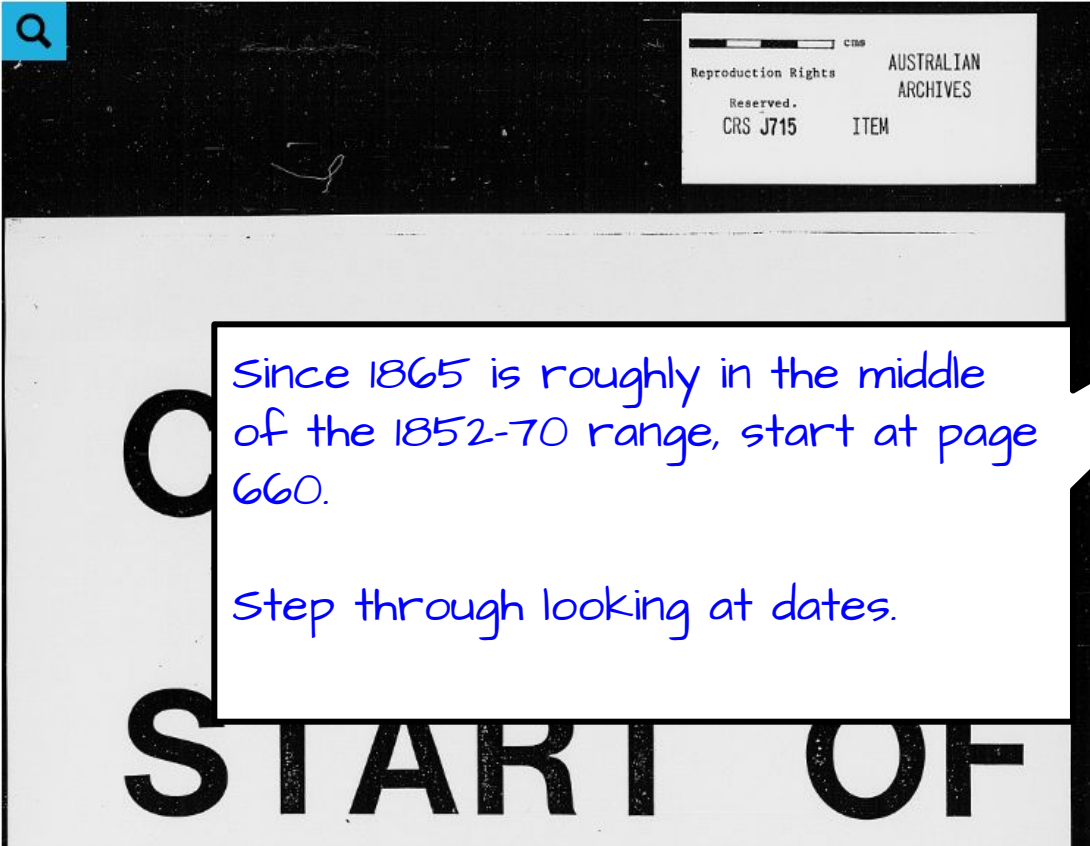 cms
Reproduction Rights
Reserved.
AUSTRALIAN
ARCHIVES
CRS J715 ITEM
Since 1865 is roughly in the middle
of the 1852-70 range, start at page
660.
Step through looking at dates.
START OF